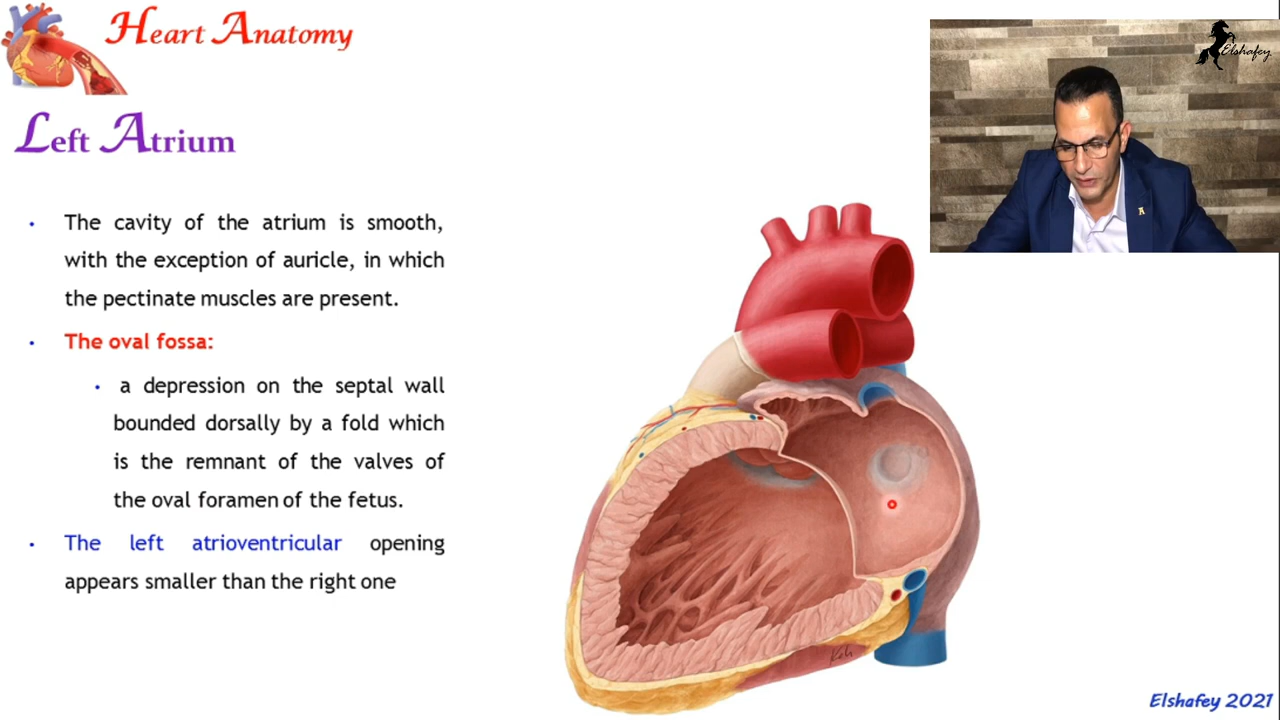 Heart Anatomy
Elshafey
Left Atrium
• The cavity of the atrium is smooth,
with the exception of auricle, in which
the pectinate muscles are present.
• The oval fossa:
• a depression on the septal wall
bounded dorsally by a fold which
is the remnant of the valves of
the oval foramen of the fetus.
• The left atrioventricular opening
appears smaller than the right one
Elshafey 2021